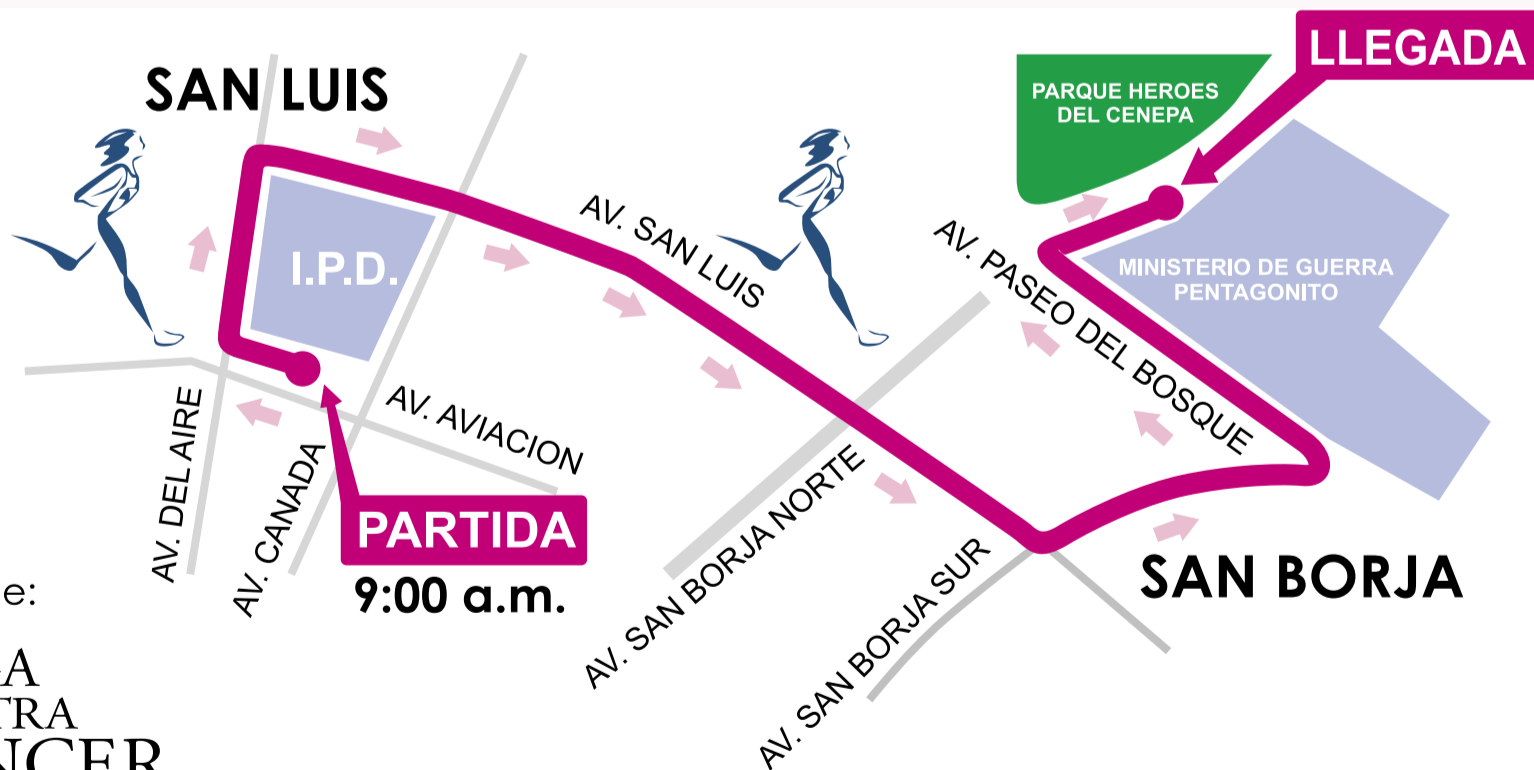 LLEGADA
SAN LUIS
PARQUE HEROES
DEL CENEPA
AV. SAN LUIS
AV. PASEO DEL BOSQUE
I.P.D.
MINISTERIO DE GUERRA
PENTAGONITO
AV. DEL AIRE
AV. CANADA
AV. AVIACION
PARTIDA
9:00 a.m.
AV. SAN BORJA NORTE
AV. SAN BORJA SUR
SAN BORJA
e:
A
TRA
NCER